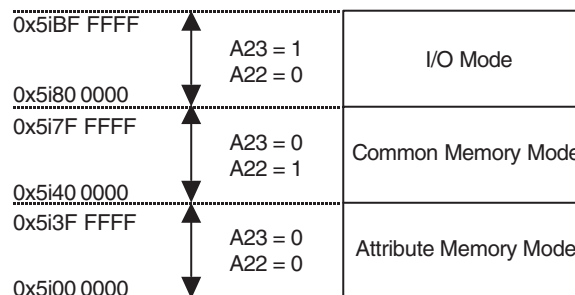 0x5iBF FFFF
A23 = 1
A22 = 0
I/O Mode
0x5i80 0000
0x5i7F FFFF
A23 = 0
A22 = 1
Common Memory Mode
0x5i40 0000
0x5i3F FFFF
A23 = 0
A22 = 0
Attribute Memory Mode
0x5i00 0000